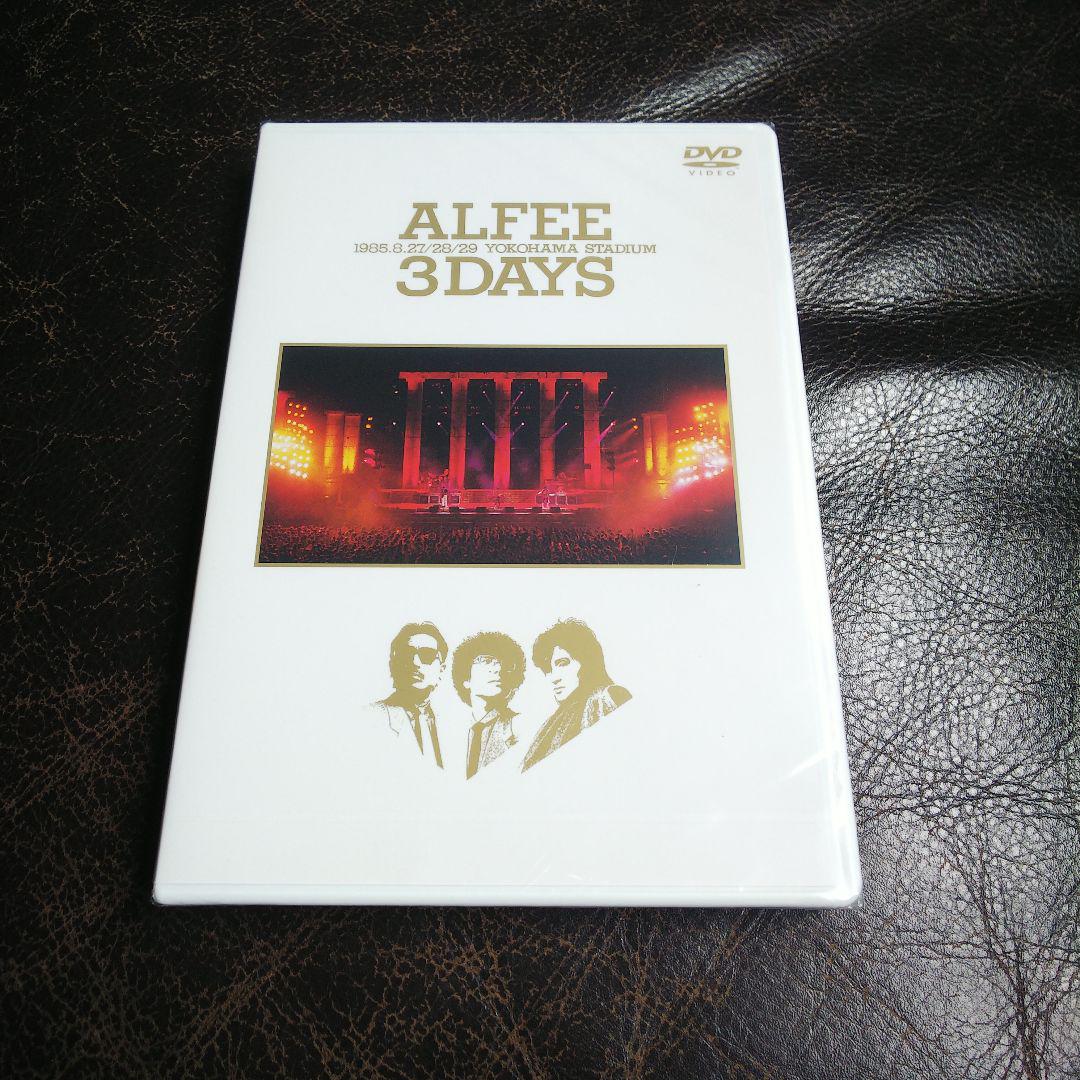 DVD
VIDEO
ALFEE
1985.8.27/28/29 YOKOHAMA STADIUM
3DAYS